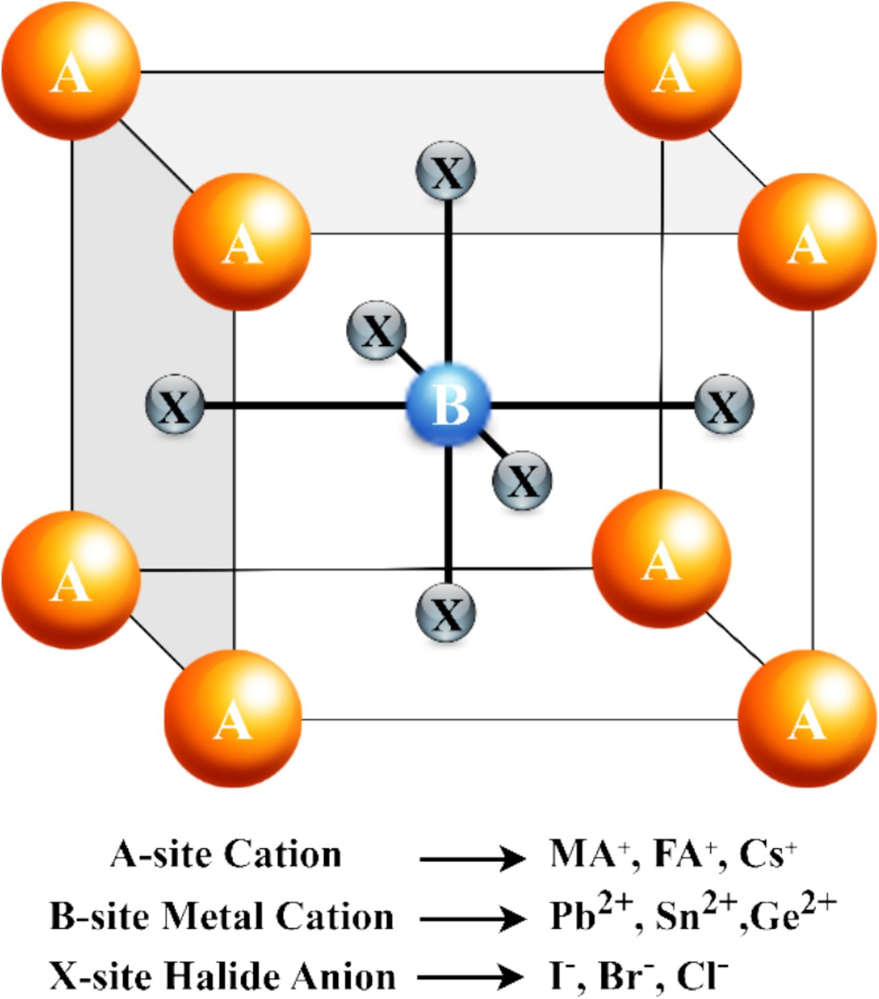 A A
X
A A
X
X B X
X
A
A
X
A A
A-site Cation ⟶ MA⁺, FA⁺, Cs⁺
B-site Metal Cation ⟶ Pb²⁺, Sn²⁺,Ge²⁺
X-site Halide Anion ⟶ I⁻, Br⁻, Cl⁻